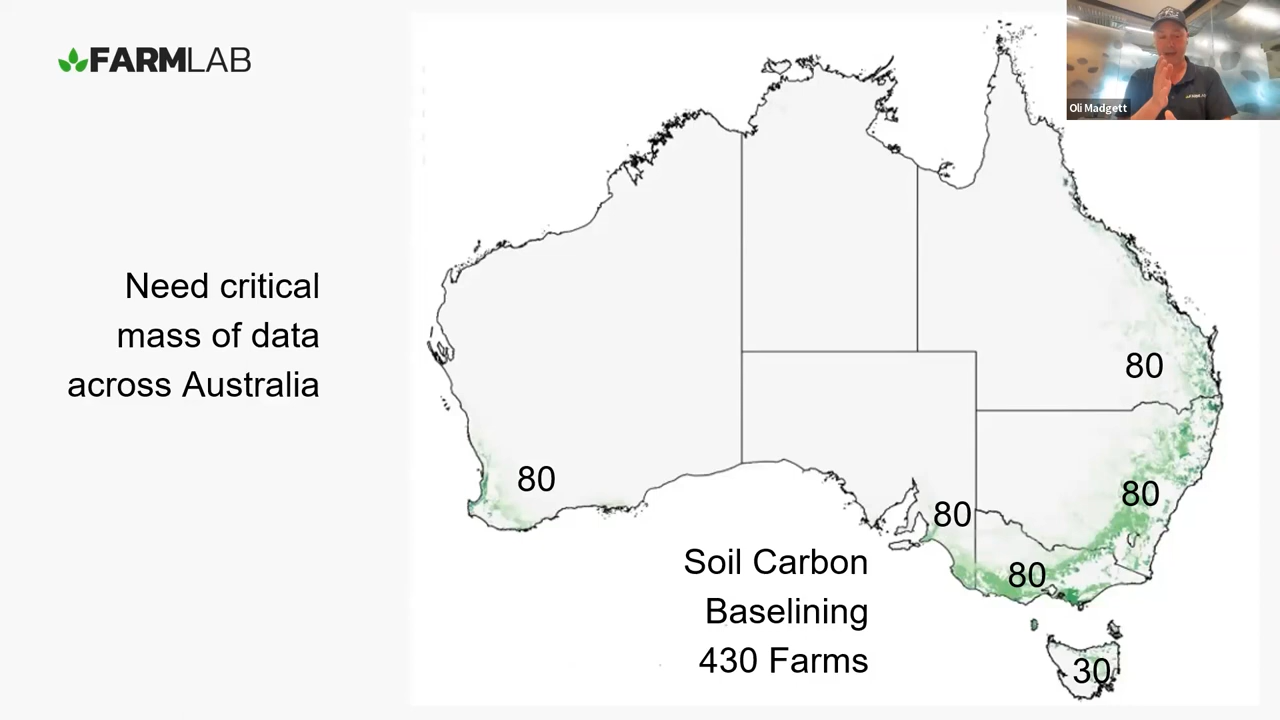 FARMLAB
Oli Madgett
Need critical
mass of data
across Australia
80
80
80
80
80
Soil Carbon
Baselining
430 Farms
30